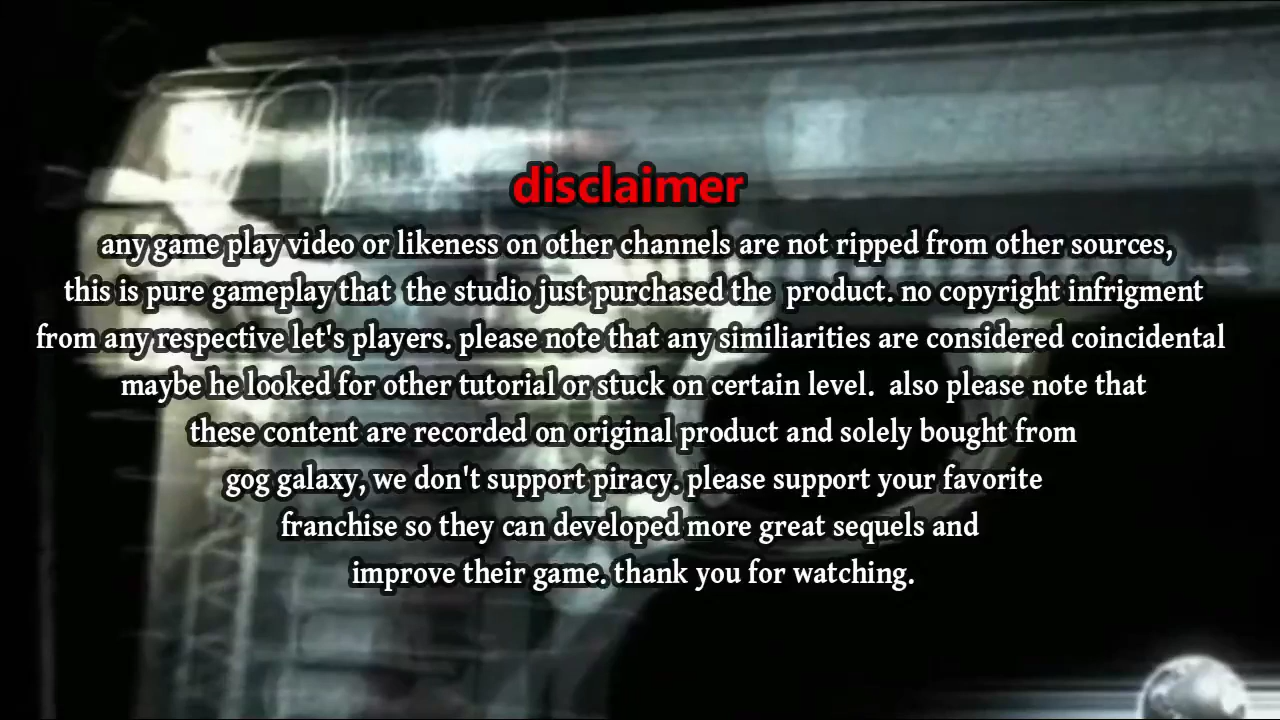 disclaimer
any game play video or likeness on other channels are not ripped from other sources,
this is pure gameplay that the studio just purchased the product. no copyright infrigment
from any respective let's players. please note that any similiarities are considered coincidental
maybe he looked for other tutorial or stuck on certain level. also please note that
these content are recorded on original product and solely bought from
gog galaxy, we don't support piracy. please support your favorite
franchise so they can developed more great sequels and
improve their game. thank you for watching.